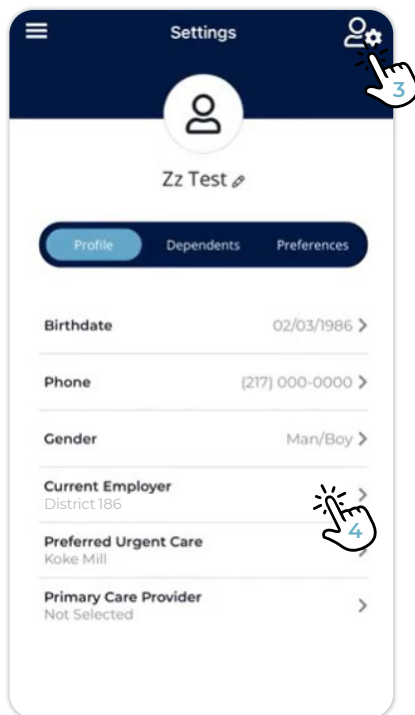 Settings
3
Zz Test
Profile Dependents Preferences
Birthdate 02/03/1986
Phone (217) 000-0000
Gender Man/Boy
Current Employer
District 186
4
Preferred Urgent Care
Koke Mill
Primary Care Provider
Not Selected